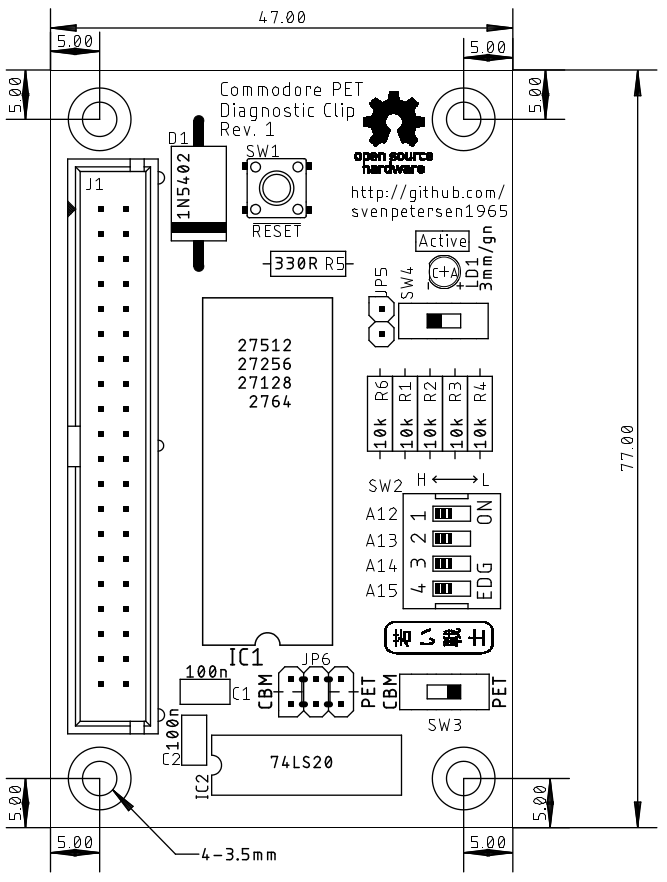 47.00
5.00
5.00
5.00
5.00
Commodore PET
Diagnostic Clip
Rev. 1
open source
hardware
D1
1N5402
SW1
RESET
http://github.com/
svenpetersen1965
J1
Active
LD1
3mm/gn
C+A
- +
330R R5
JP5
SW4
27512
27256
27128
2764
10k R6
10k R1
10k R2
10k R3
10k R4
77.00
H L
SW2
A12
A13
A14
A15
1
2
3
4
ON
EDG
若い戦士
IC1
JP6
100n
C1
CBM
PET
CBM
PET
SW3
100n
C2
IC2
74LS20
5.00
5.00
5.00
5.00
4-3.5mm